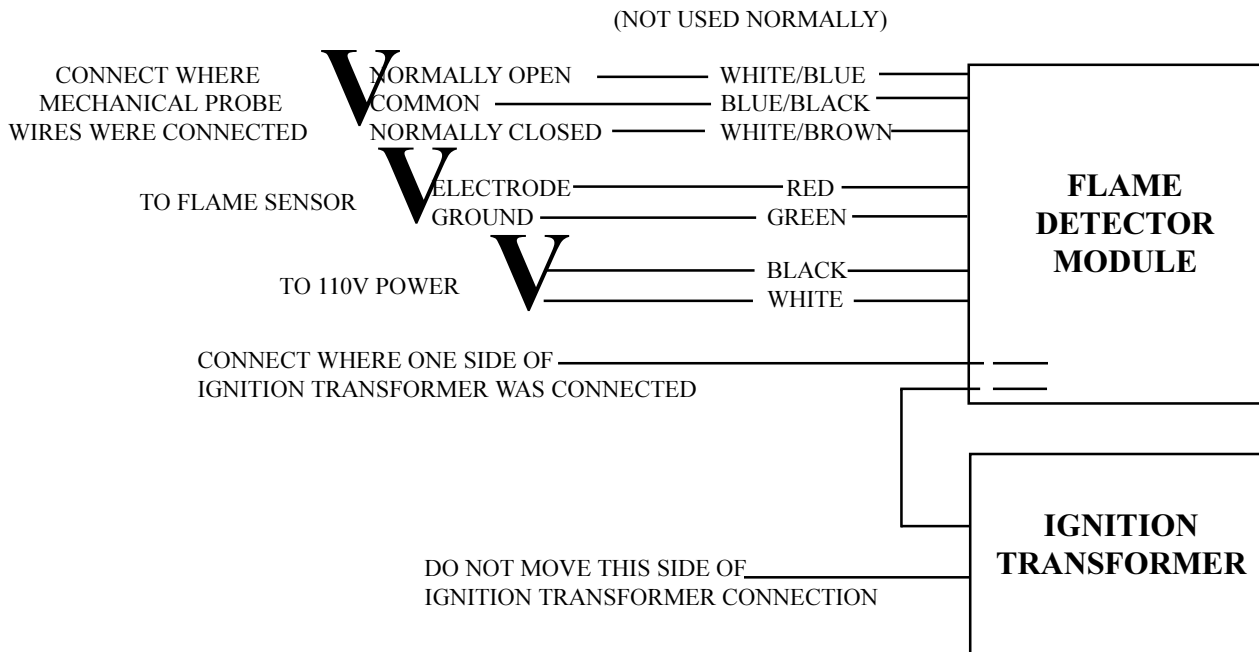 (NOT USED NORMALLY)
CONNECT WHERE
MECHANICAL PROBE
WIRES WERE CONNECTED
V
NORMALLY OPEN WHITE/BLUE
COMMON BLUE/BLACK
NORMALLY CLOSED WHITE/BROWN
TO FLAME SENSOR
V
ELECTRODE RED
GROUND GREEN
TO 110V POWER
V
BLACK
WHITE
FLAME
DETECTOR
MODULE
CONNECT WHERE ONE SIDE OF
IGNITION TRANSFORMER WAS CONNECTED
IGNITION
TRANSFORMER
DO NOT MOVE THIS SIDE OF
IGNITION TRANSFORMER CONNECTION